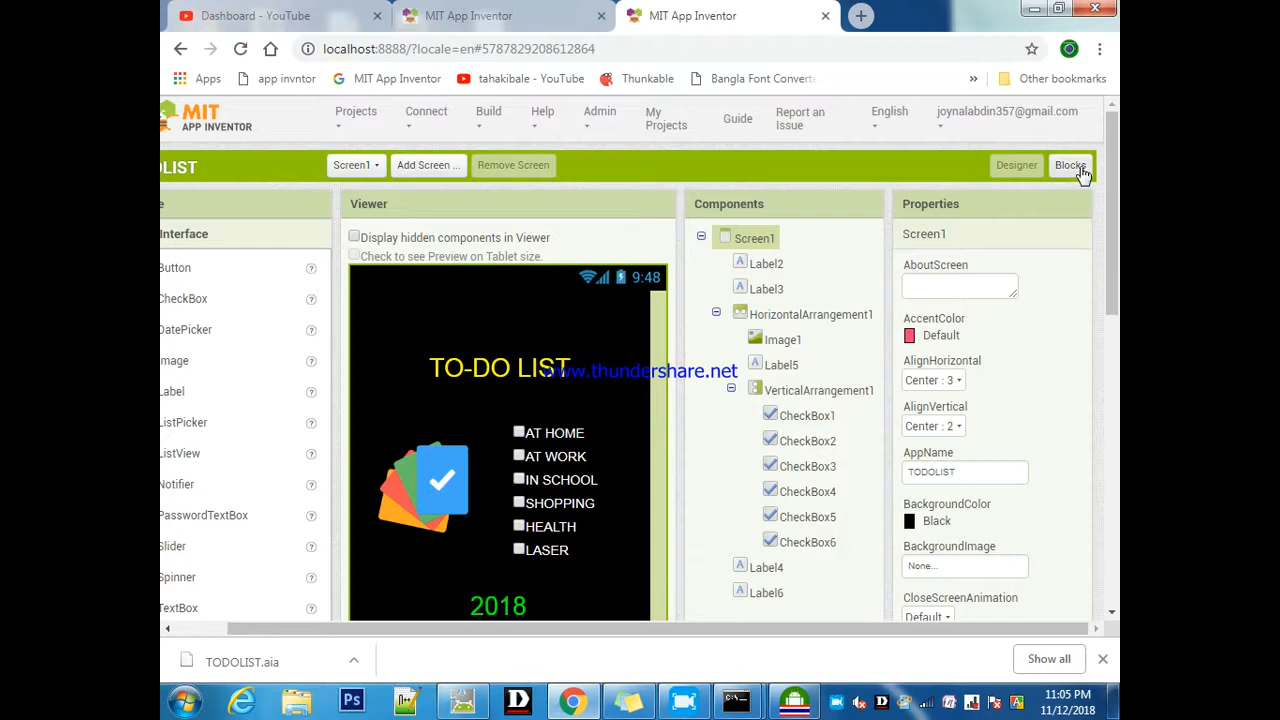 Dashboard - YouTube
MIT App Inventor
MIT App Inventor
localhost:8888/?locale=en#5787829208612864
Apps
app invntor
MIT App Inventor
tahakibale - YouTube
Thunkable
Bangla Font Converte
»
Other bookmarks
MIT
APP INVENTOR
Projects
Connect
Build
Help
Admin
My Projects
Guide
Report an Issue
English
joynalabdin357@gmail.com
OLIST
Screen1
Add Screen ...
Remove Screen
Designer
Blocks
e
Viewer
Components
Properties
Interface
Button
CheckBox
DatePicker
mage
Label
ListPicker
ListView
Notifier
PasswordTextBox
Slider
Spinner
TextBox
Display hidden components in Viewer
Check to see Preview on Tablet size.
9:48
TO-DO LIST
www.thundershare.net
AT HOME
AT WORK
IN SCHOOL
SHOPPING
HEALTH
LASER
2018
Screen1
Label2
Label3
HorizontalArrangement1
Image1
Label5
VerticalArrangement1
CheckBox1
CheckBox2
CheckBox3
CheckBox4
CheckBox5
CheckBox6
Label4
Label6
Screen1
AboutScreen
AccentColor
Default
AlignHorizontal
Center : 3
AlignVertical
Center : 2
AppName
TODOLIST
BackgroundColor
Black
BackgroundImage
None...
CloseScreenAnimation
Default
TODOLIST.aia
Show all
Ps
D
D
A
11:05 PM
11/12/2018